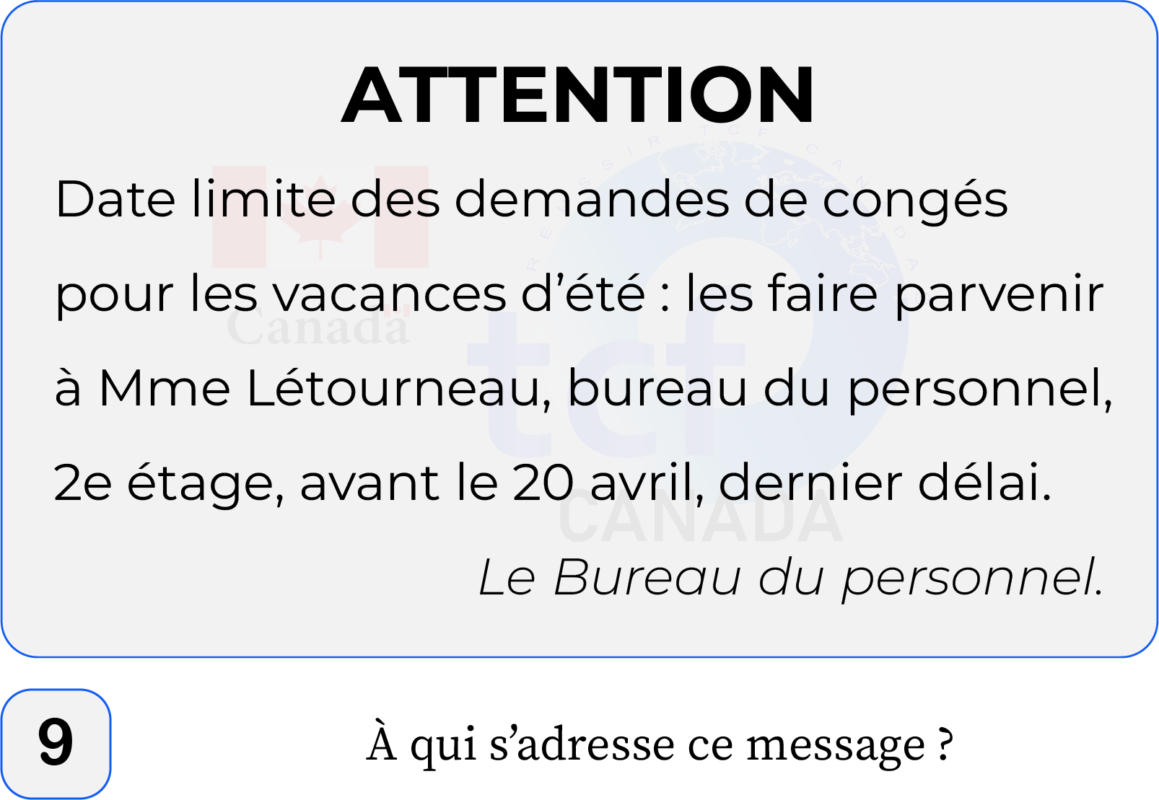 ATTENTION
Date limite des demandes de congés
pour les vacances d’été : les faire parvenir
à Mme Létourneau, bureau du personnel,
2e étage, avant le 20 avril, dernier délai.
Le Bureau du personnel.
RÉUSSIR TCF CANADA
Canada
tcf
CANADA
9
À qui s’adresse ce message ?